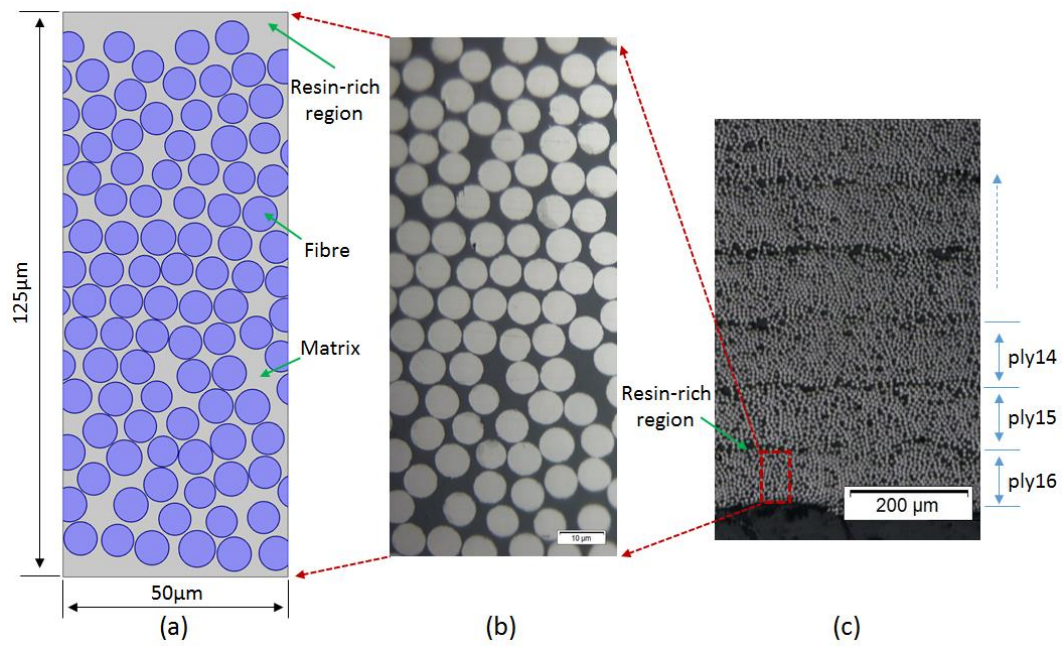 Resin-rich
region
Fibre
Matrix
125µm
50µm
(a)
10 µm
(b)
Resin-rich
region
ply14
ply15
ply16
200 µm
(c)